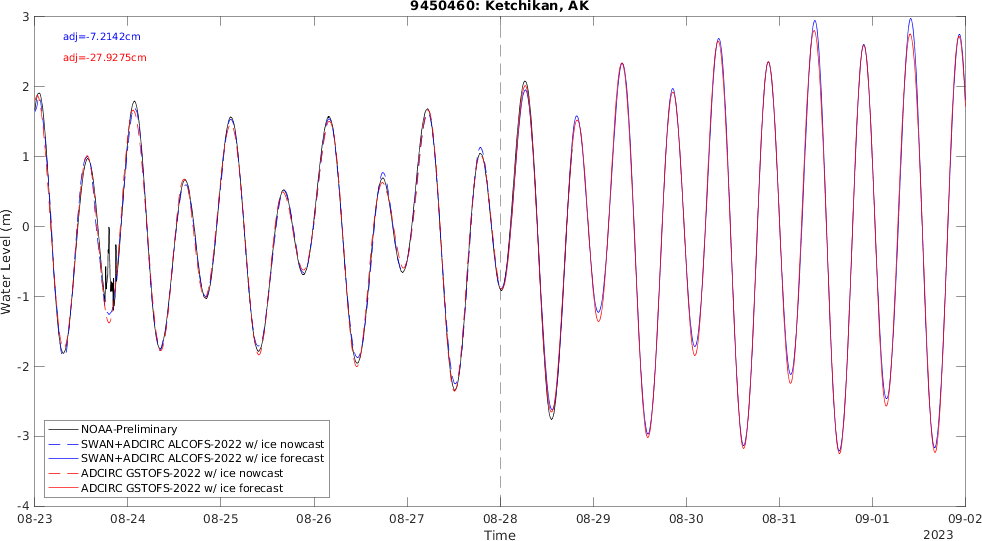 9450460: Ketchikan, AK
adj=-7.2142cm
adj=-27.9275cm
Water Level (m)
3
2
1
0
-1
-2
-3
-4
NOAA-Preliminary
SWAN+ADCIRC ALCOFS-2022 w/ ice nowcast
SWAN+ADCIRC ALCOFS-2022 w/ ice forecast
ADCIRC GSTOFS-2022 w/ ice nowcast
ADCIRC GSTOFS-2022 w/ ice forecast
08-23 08-24 08-25 08-26 08-27 08-28 08-29 08-30 08-31 09-01 09-02
Time
2023